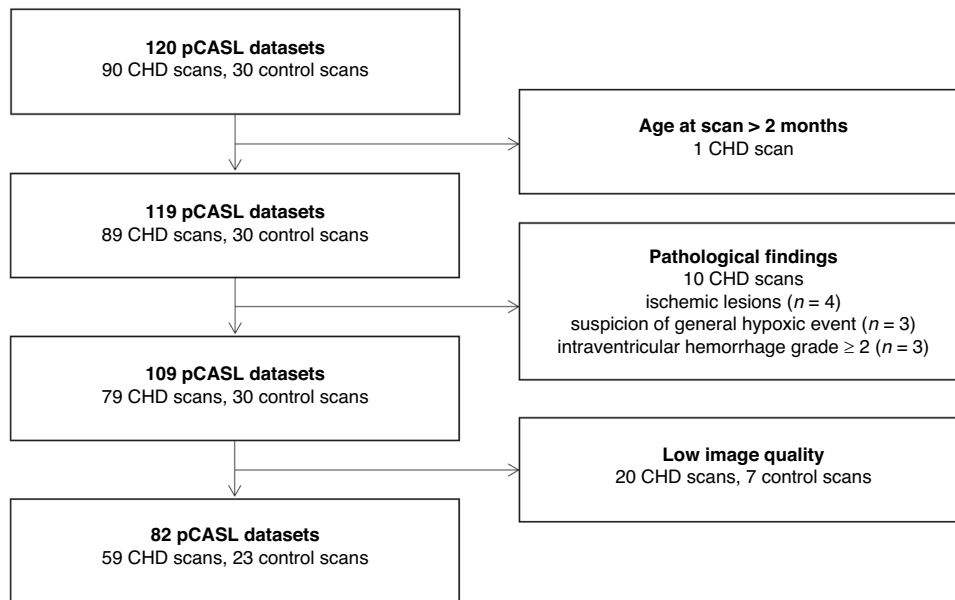 120 pCASL datasets
90 CHD scans, 30 control scans
Age at scan > 2 months
1 CHD scan
119 pCASL datasets
89 CHD scans, 30 control scans
Pathological findings
10 CHD scans
ischemic lesions (n = 4)
suspicion of general hypoxic event (n = 3)
intraventricular hemorrhage grade ≥ 2 (n = 3)
109 pCASL datasets
79 CHD scans, 30 control scans
Low image quality
20 CHD scans, 7 control scans
82 pCASL datasets
59 CHD scans, 23 control scans